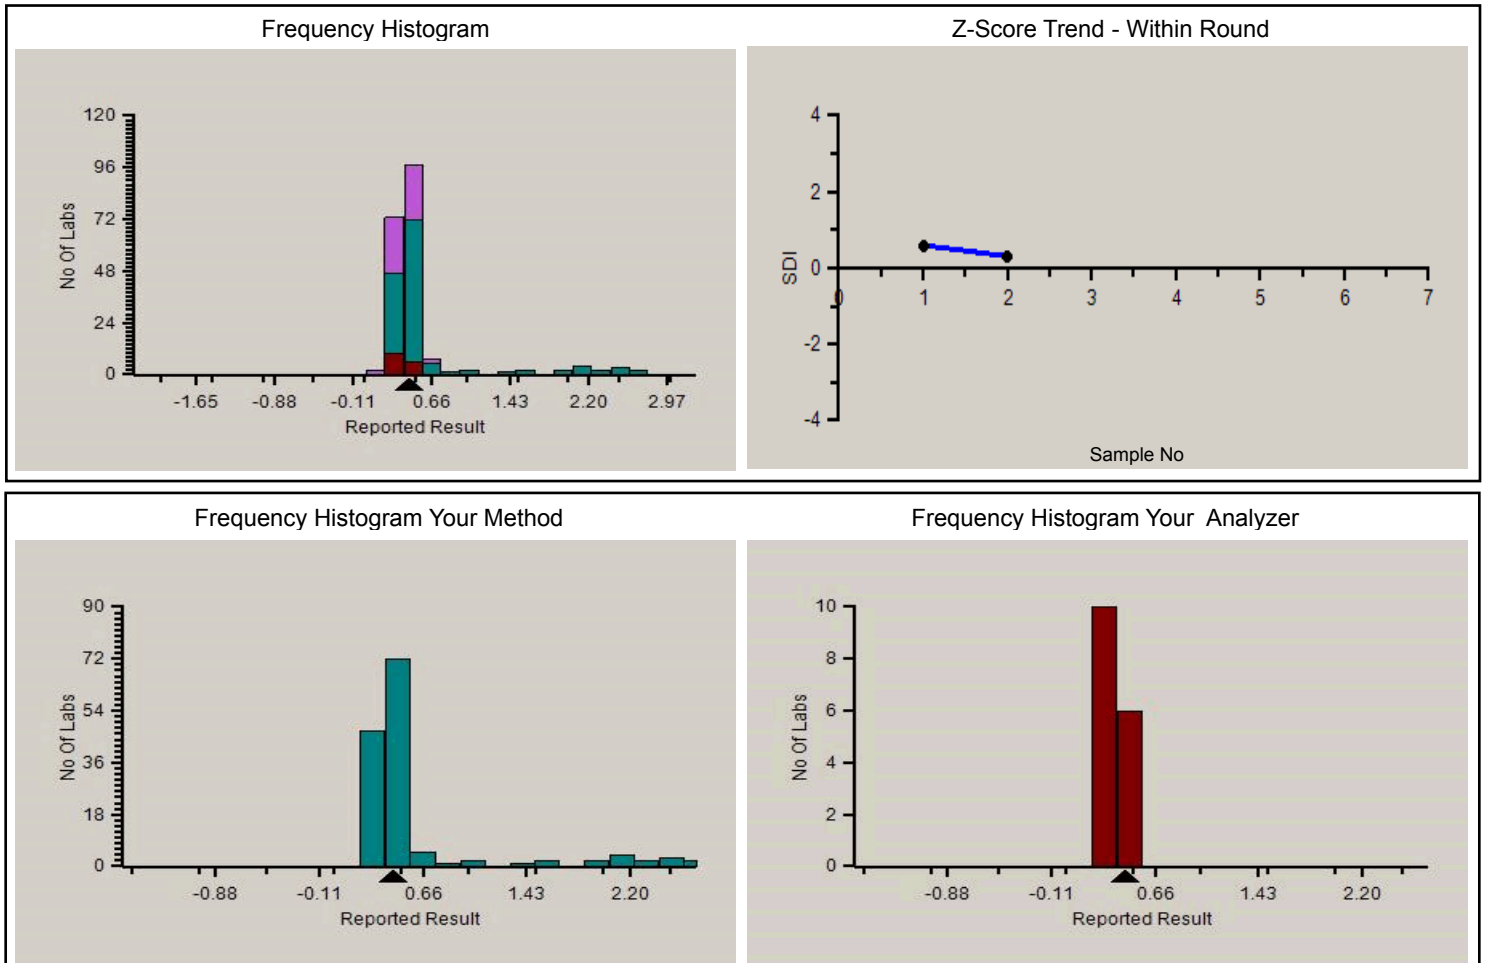 Frequency Histogram
120
96
72
48
24
0
No Of Labs
-1.65 -0.88 -0.11 0.66 1.43 2.20 2.97
Reported Result
Z-Score Trend - Within Round
4
2
0
-2
-4
SDI
0 1 2 3 4 5 6 7
Sample No
Frequency Histogram Your Method
90
72
54
36
18
0
No Of Labs
-0.88 -0.11 0.66 1.43 2.20
Reported Result
Frequency Histogram Your Analyzer
10
8
6
4
2
0
No Of Labs
-0.88 -0.11 0.66 1.43 2.20
Reported Result